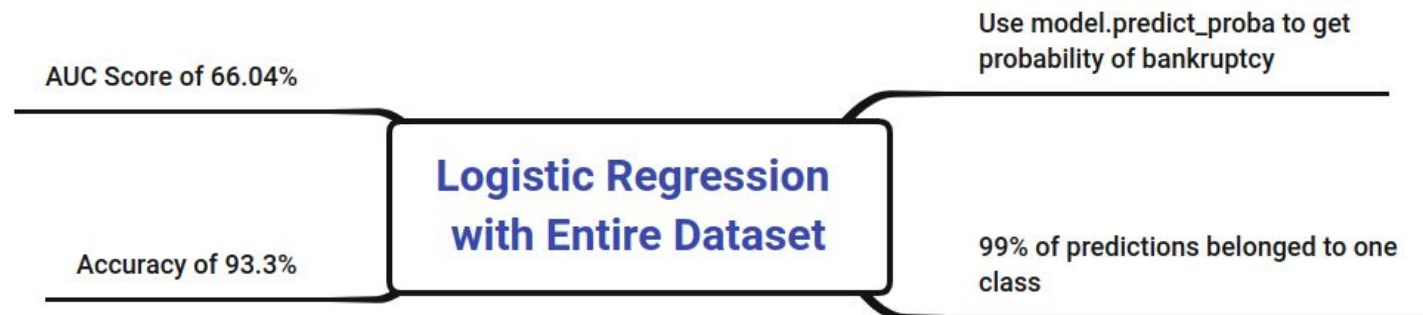 Use model.predict_proba to get
probability of bankruptcy
AUC Score of 66.04%
Logistic Regression
with Entire Dataset
Accuracy of 93.3%
99% of predictions belonged to one
class